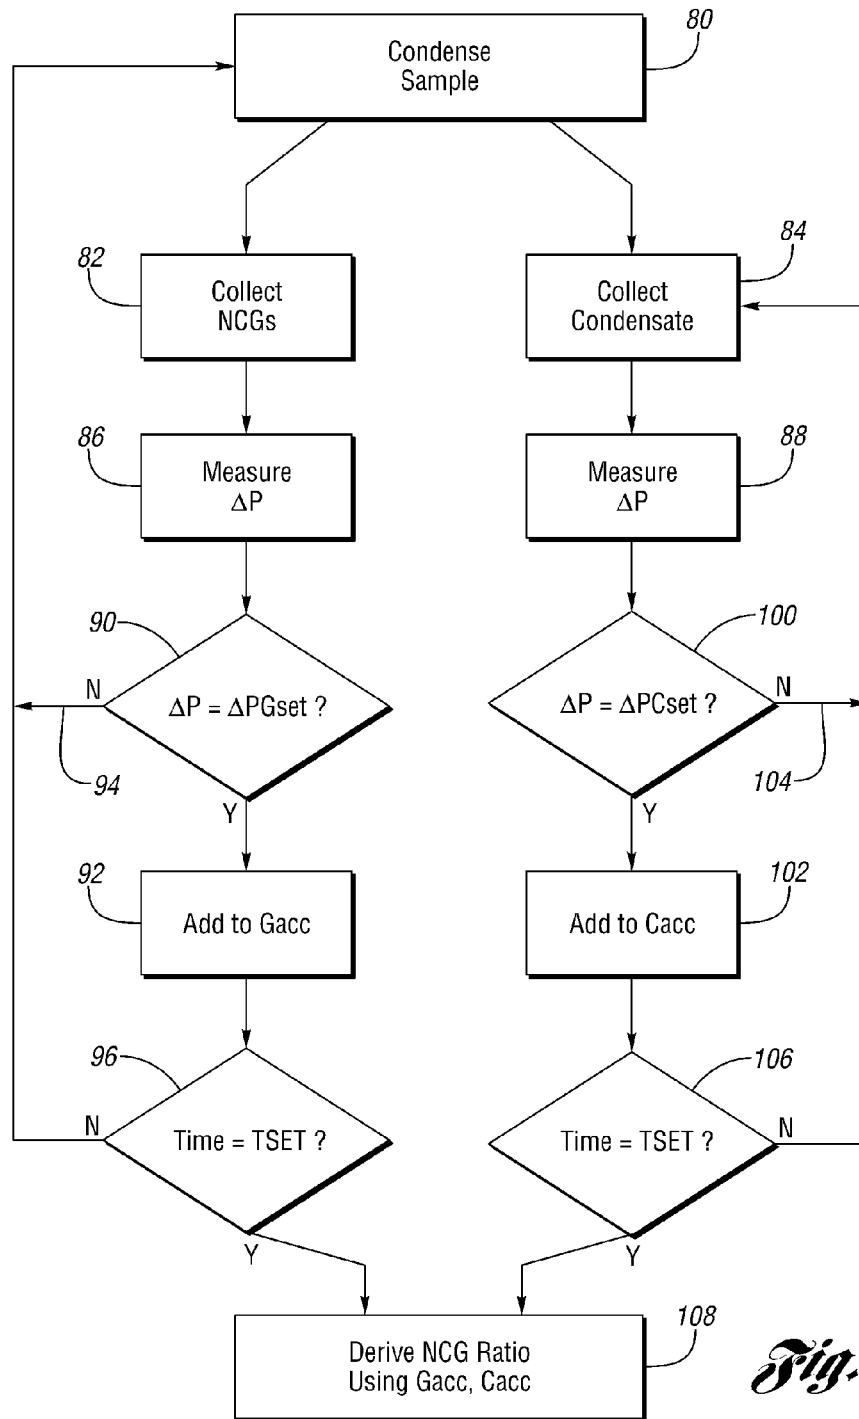 80
Condense
Sample
82
84
Collect
NCGs
Collect
Condensate
86
88
Measure
ΔP
Measure
ΔP
90
100
N
ΔP = ΔPGset ?
ΔP = ΔPCset ?
N
94
104
Y
Y
92
102
Add to Gacc
Add to Cacc
96
106
N
Time = TSET ?
Time = TSET ?
N
Y
Y
108
Derive NCG Ratio
Using Gacc, Cacc
Fig.